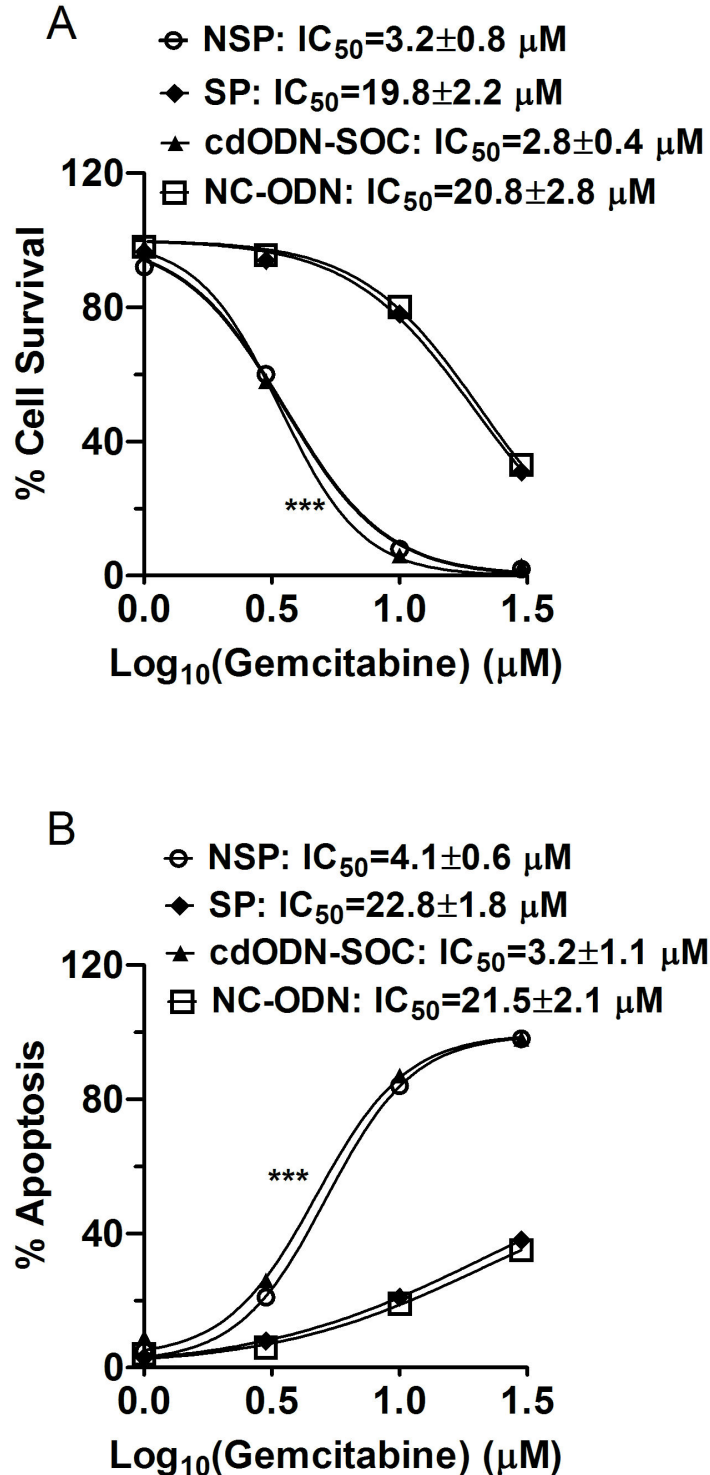 A
NSP: IC50=3.2±0.8 µM
SP: IC50=19.8±2.2 µM
cdODN-SOC: IC50=2.8±0.4 µM
NC-ODN: IC50=20.8±2.8 µM
120
80
40
0
% Cell Survival
***
0.0 0.5 1.0 1.5
Log10(Gemcitabine) (µM)
B
NSP: IC50=4.1±0.6 µM
SP: IC50=22.8±1.8 µM
cdODN-SOC: IC50=3.2±1.1 µM
NC-ODN: IC50=21.5±2.1 µM
120
80
40
0
% Apoptosis
***
0.0 0.5 1.0 1.5
Log10(Gemcitabine) (µM)